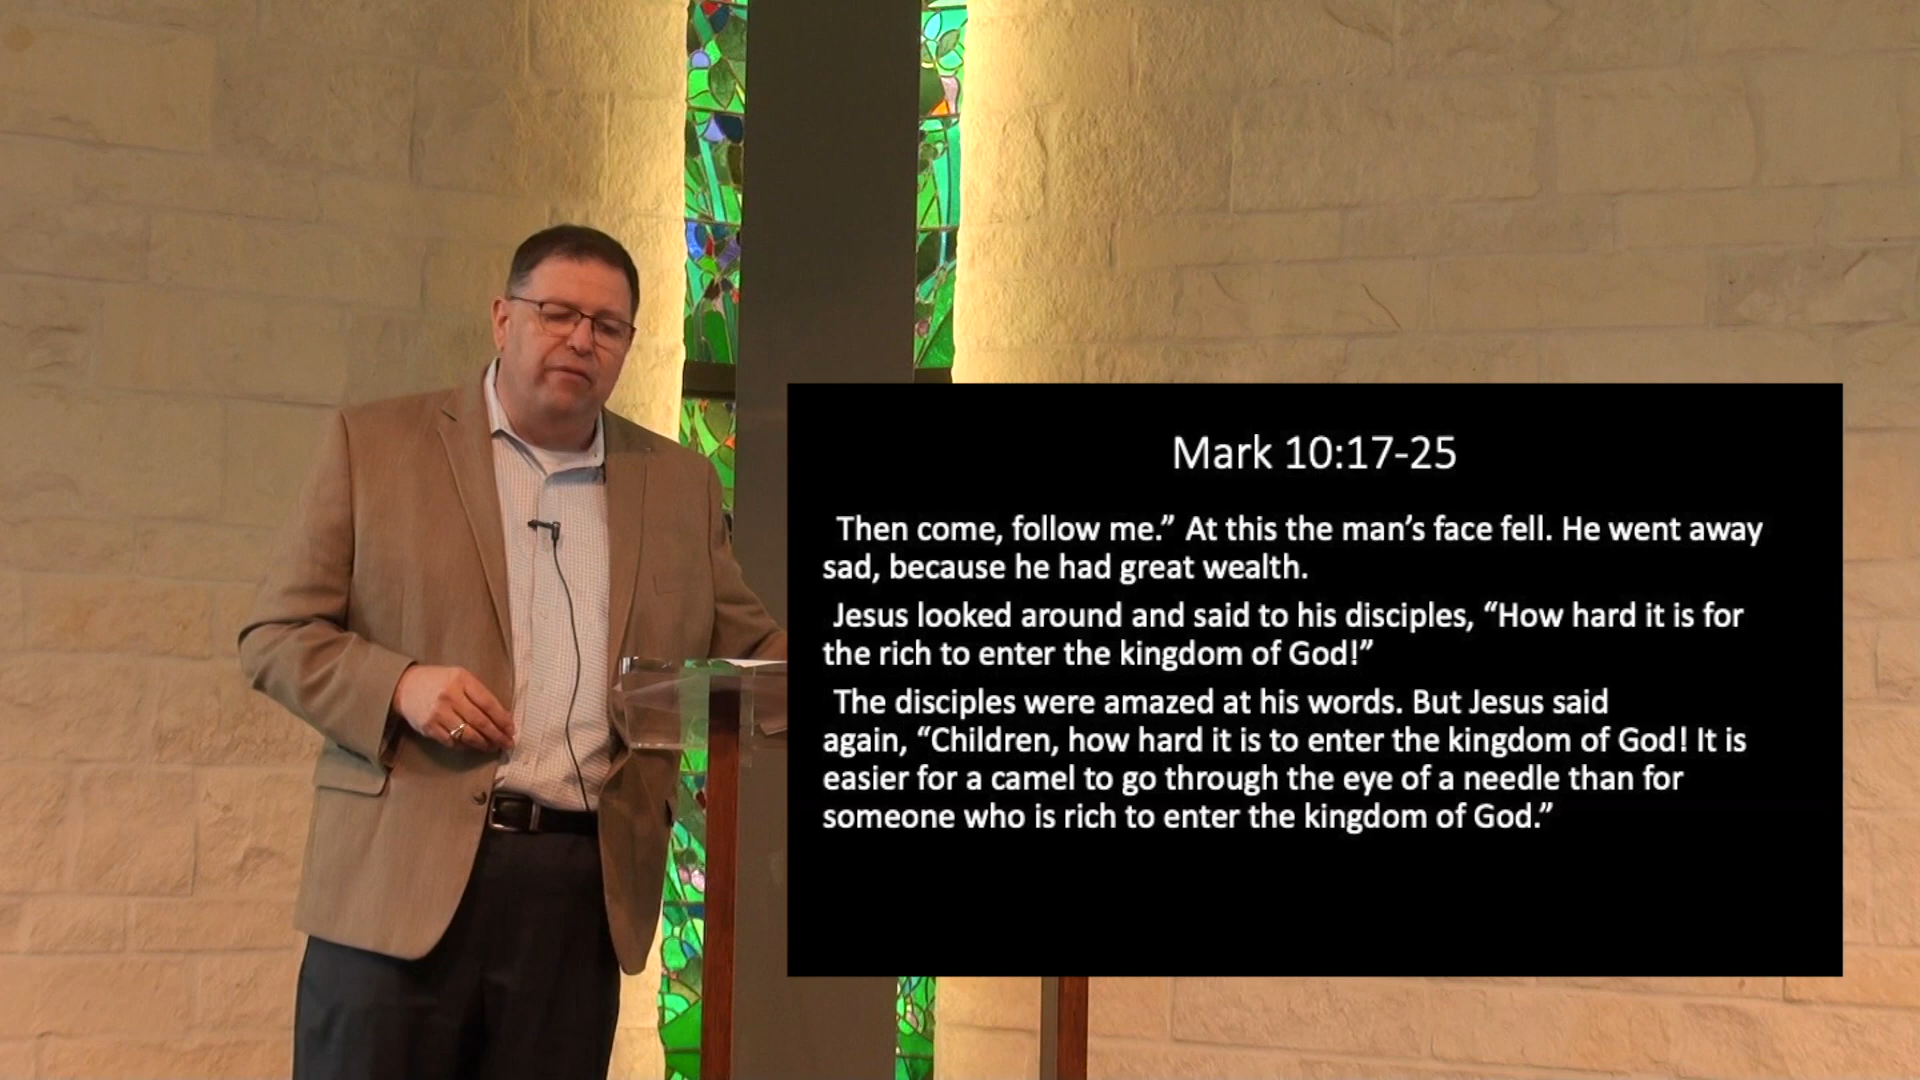 Mark 10:17-25
Then come, follow me.” At this the man’s face fell. He went away
sad, because he had great wealth.
Jesus looked around and said to his disciples, “How hard it is for
the rich to enter the kingdom of God!”
The disciples were amazed at his words. But Jesus said
again, “Children, how hard it is to enter the kingdom of God! It is
easier for a camel to go through the eye of a needle than for
someone who is rich to enter the kingdom of God.”